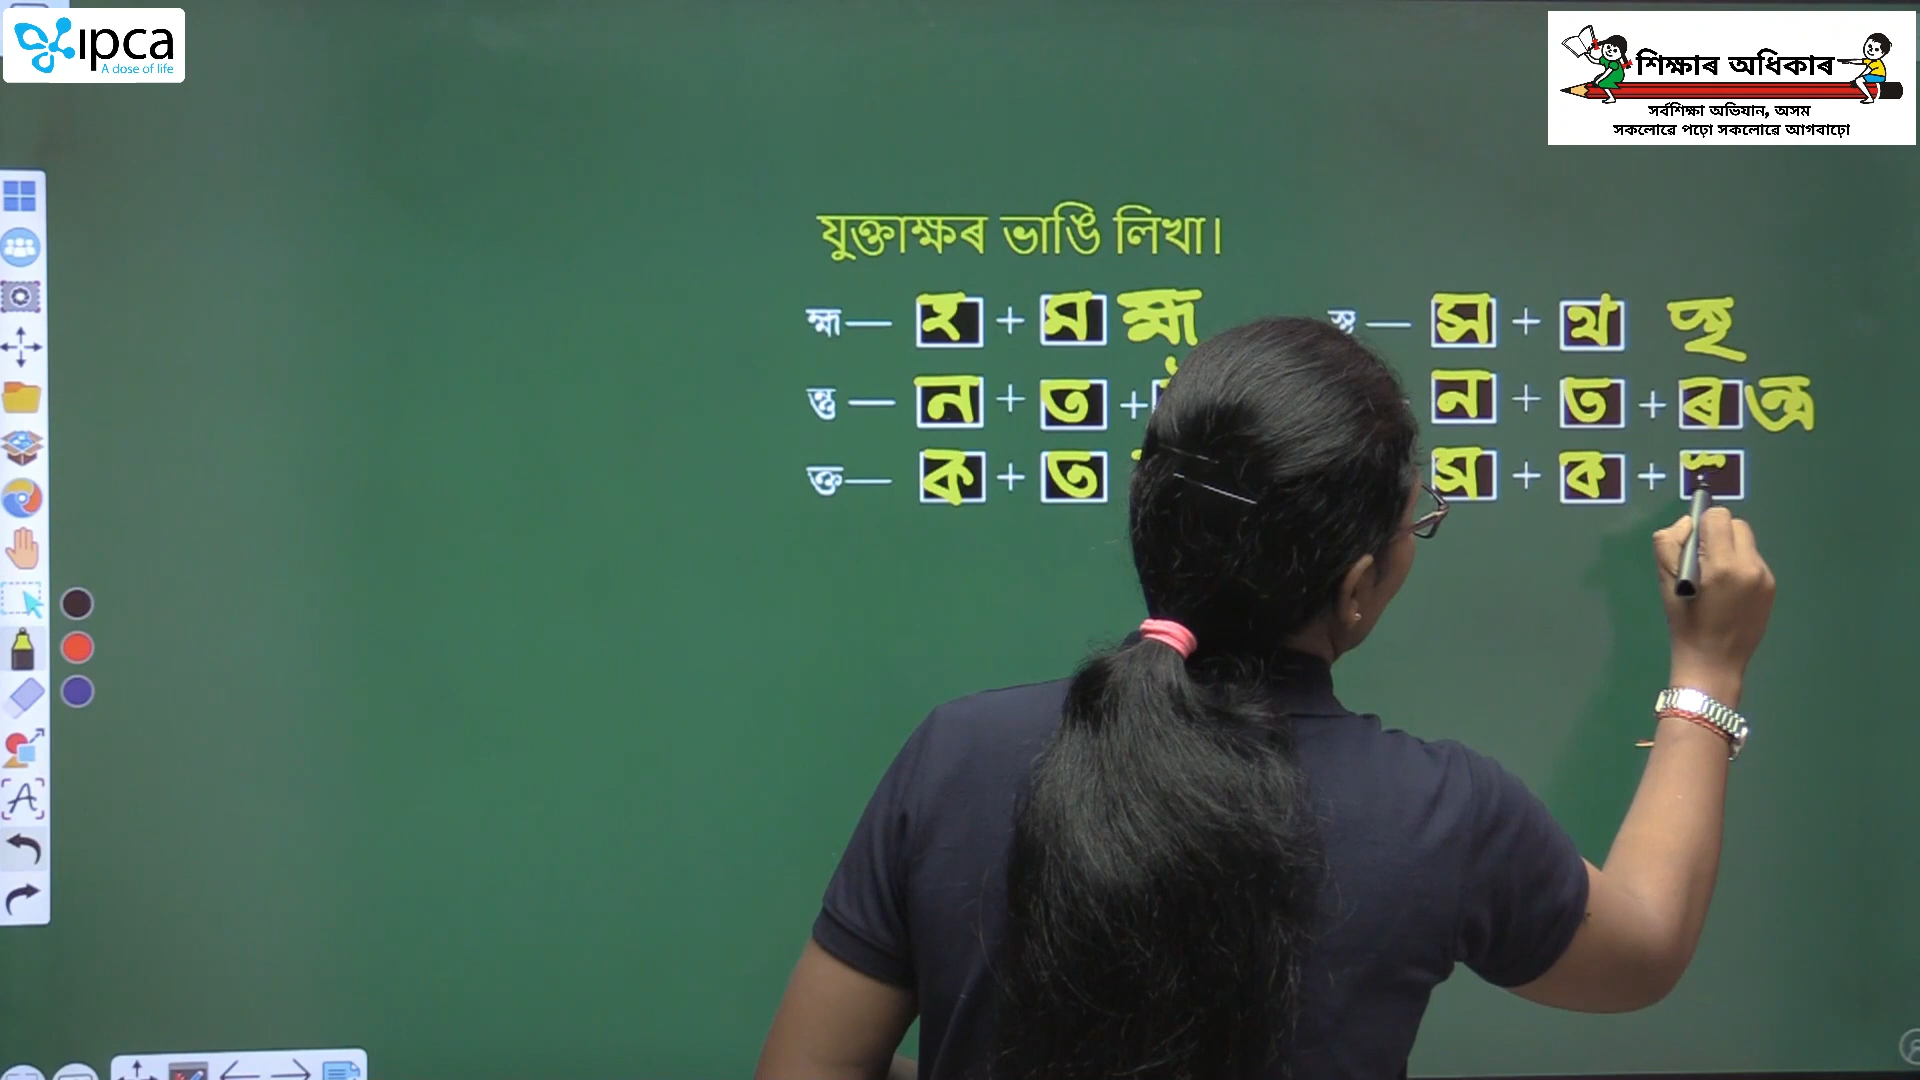 ipca
A dose of life
শিক্ষাৰ অধিকাৰ
সৰ্বশিক্ষা অভিযান, অসম
সকলোৱে পঢ়ো সকলোৱে আগবাঢ়ো
যুক্তাক্ষৰ ভাঙি লিখা।
হ্ম — হ + ম হ্ম
স্থ — স + থ স্থ
ন্তু — ন + ত +
ন + ত + ৰ ন্ত্ৰ
ক্ত — ক + ত
স + ক +